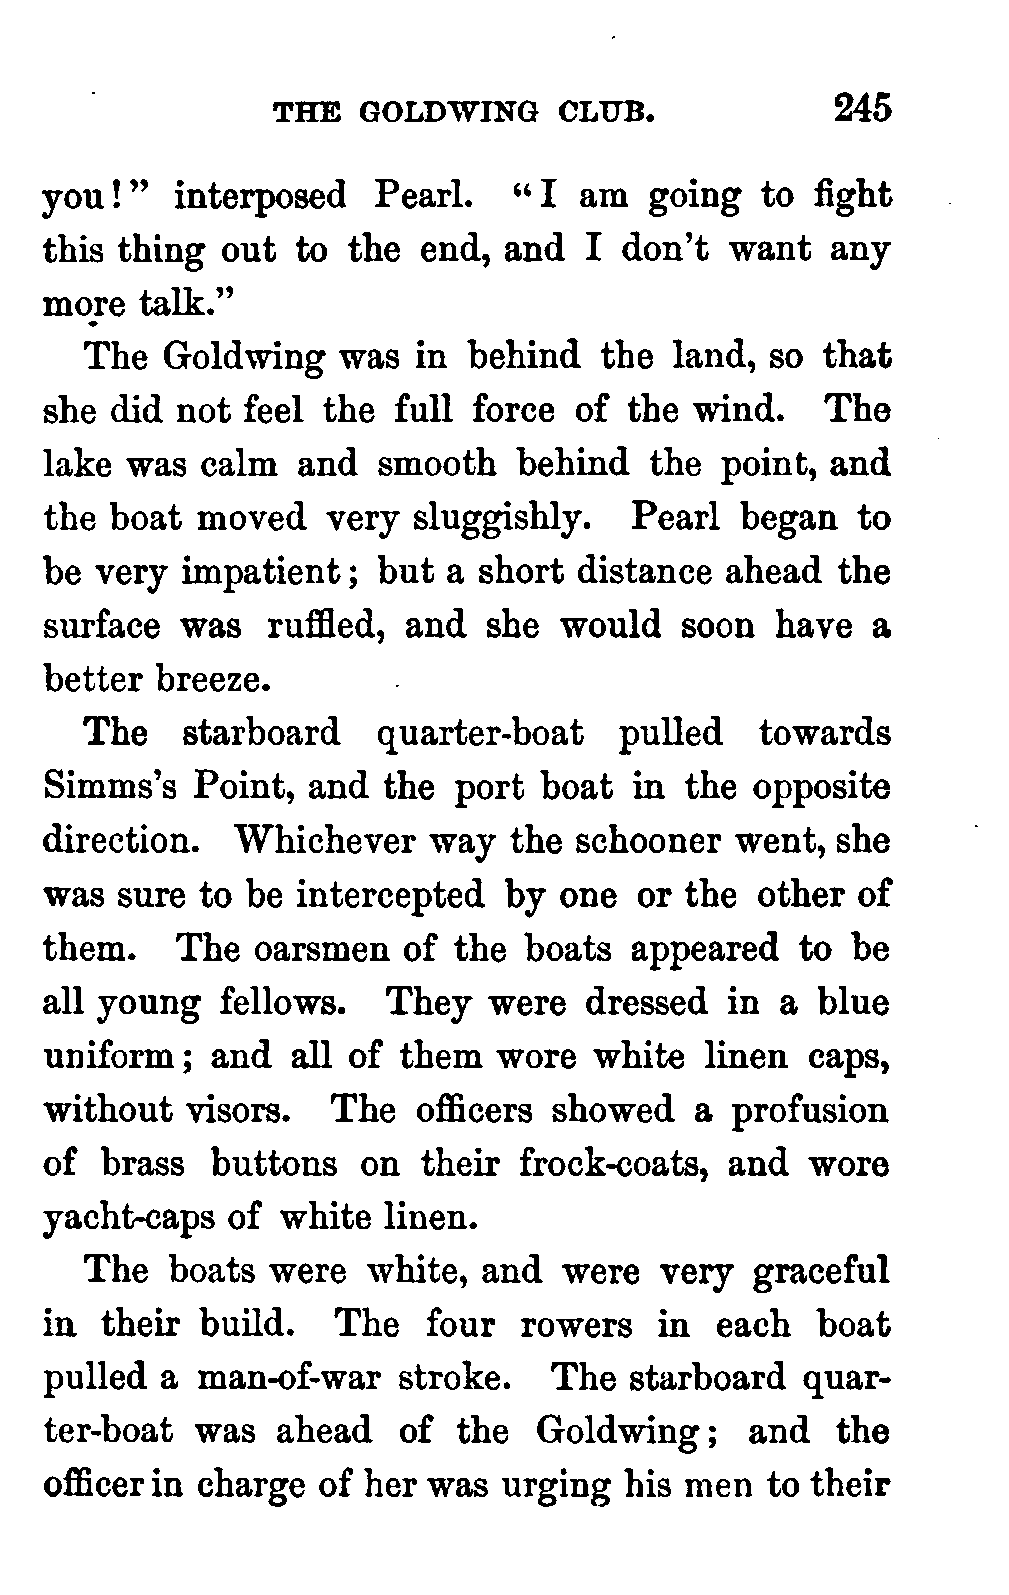 THE GOLDWING CLUB. 245
you!" interposed Pearl. "I am going to fight
this thing out to the end, and I don't want any
more talk."
The Goldwing was in behind the land, so that
she did not feel the full force of the wind. The
lake was calm and smooth behind the point, and
the boat moved very sluggishly. Pearl began to
be very impatient; but a short distance ahead the
surface was ruffled, and she would soon have a
better breeze.
The starboard quarter-boat pulled towards
Simms's Point, and the port boat in the opposite
direction. Whichever way the schooner went, she
was sure to be intercepted by one or the other of
them. The oarsmen of the boats appeared to be
all young fellows. They were dressed in a blue
uniform; and all of them wore white linen caps,
without visors. The officers showed a profusion
of brass buttons on their frock-coats, and wore
yacht-caps of white linen.
The boats were white, and were very graceful
in their build. The four rowers in each boat
pulled a man-of-war stroke. The starboard quar-
ter-boat was ahead of the Goldwing; and the
officer in charge of her was urging his men to their